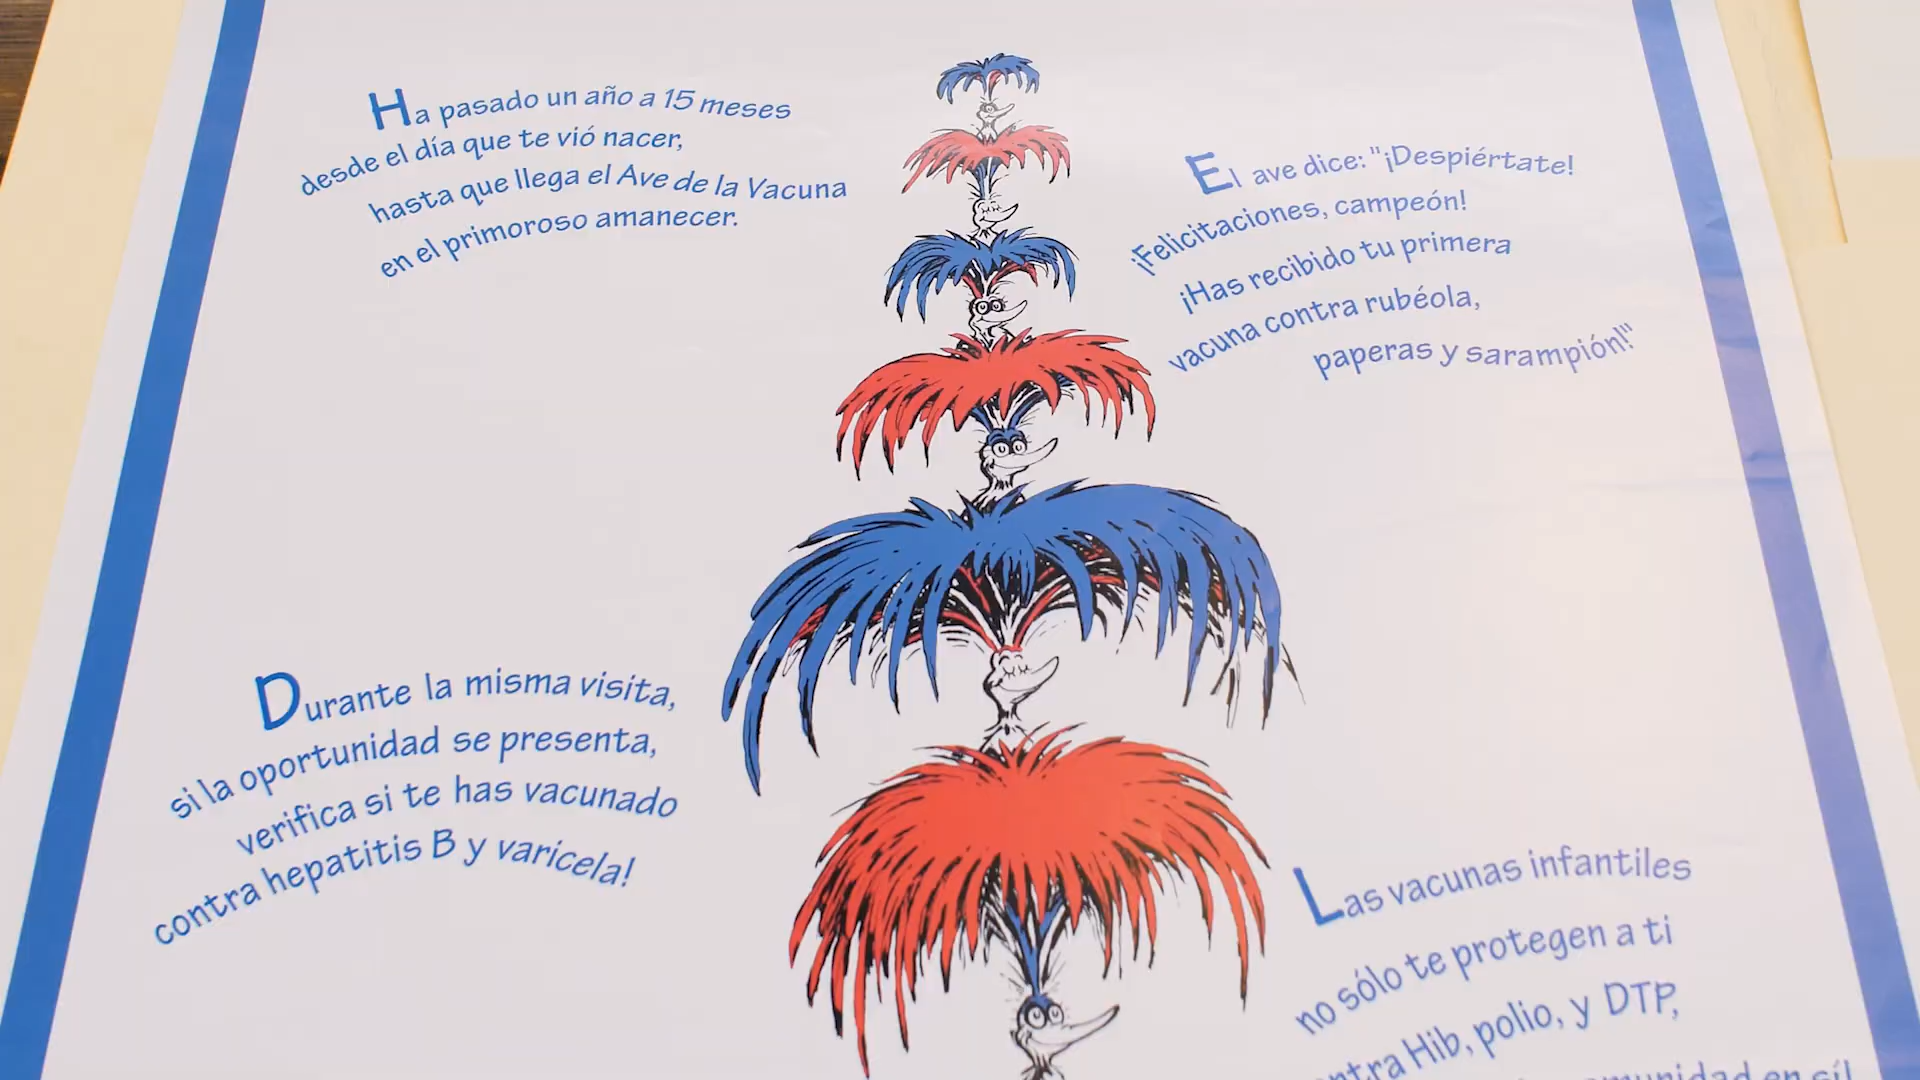 Ha pasado un año a 15 meses
desde el día que te vió nacer,
hasta que llega el Ave de la Vacuna
en el primoroso amanecer.
El ave dice: "¡Despiértate!
¡Felicitaciones, campeón!
¡Has recibido tu primera
vacuna contra rubéola,
paperas y sarampión!"
Durante la misma visita,
si la oportunidad se presenta,
verifica si te has vacunado
contra hepatitis B y varicela!
Las vacunas infantiles
no sólo te protegen a ti
Hib, polio, y DTP,
en sí!